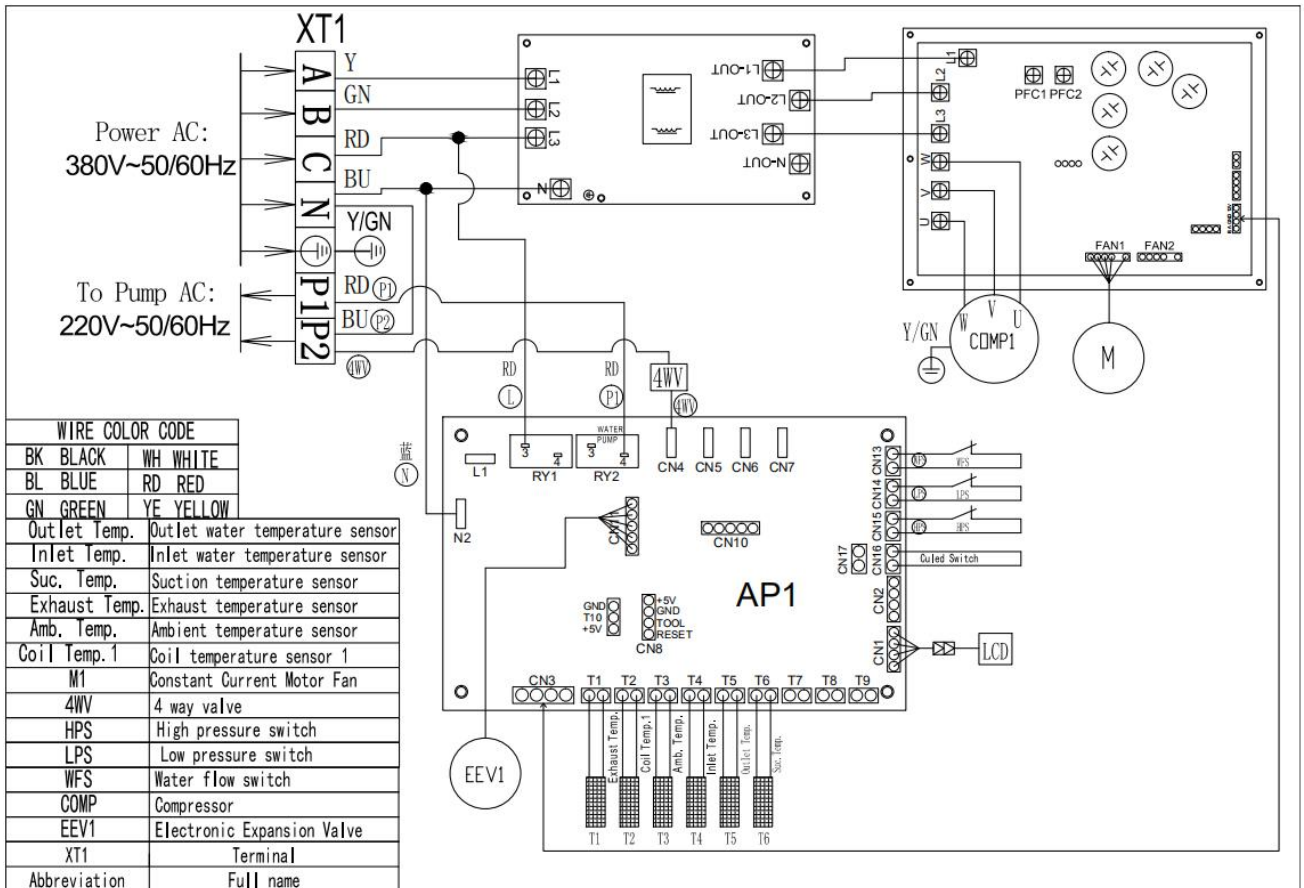 XT1
A
Y
B
GN
C
RD
N
BU
Y/GN
Power AC:
380V~50/60Hz
P1
RD P1
To Pump AC:
220V~50/60Hz
P2
BU P2
4WV
L1
L2
L3
N
L1-OUT
L2-OUT
L3-OUT
N-OUT
L1
L2
L3
W
V
U
PFC1 PFC2
FAN1
FAN2
W
V
U
COMP1
Y/GN
M
RD
L
RD
P1
4WV
4WV
蓝
N
L1
3
4
RY1
WATER
PUMP
3
4
RY2
CN4
CN5
CN6
CN7
N2
CN10
AP1
GND
T10
+5V
+5V
GND
TOOL
RESET
CN8
CN13
WFS
WFS
CN14
LPS
LPS
CN15
HPS
HPS
CN17
CN16
Culed Switch
CN2
CN1
LCD
CN3
T1
T2
T3
T4
T5
T6
T7
T8
T9
Exhaust Temp.
Coil Temp.1
Amb. Temp.
Inlet Temp.
Outlet Temp.
Suc. Temp.
T1
T2
T3
T4
T5
T6
EEV1
WIRE COLOR CODE
BK BLACK WH WHITE
BL BLUE RD RED
GN GREEN YE YELLOW
Outlet Temp. Outlet water temperature sensor
Inlet Temp. Inlet water temperature sensor
Suc. Temp. Suction temperature sensor
Exhaust Temp. Exhaust temperature sensor
Amb. Temp. Ambient temperature sensor
Coil Temp.1 Coil temperature sensor 1
M1 Constant Current Motor Fan
4WV 4 way valve
HPS High pressure switch
LPS Low pressure switch
WFS Water flow switch
COMP Compressor
EEV1 Electronic Expansion Valve
XT1 Terminal
Abbreviation Full name